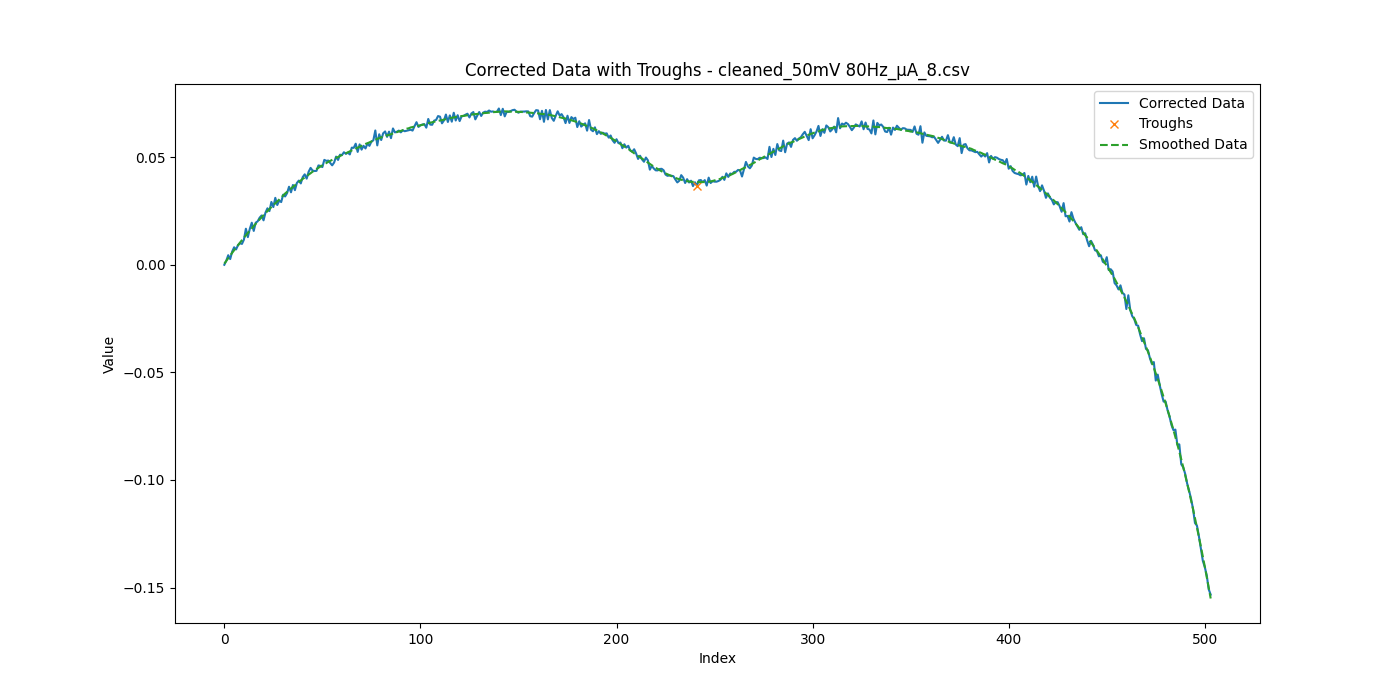 Corrected Data with Troughs - cleaned_50mV 80Hz_µA_8.csv
Corrected Data
Troughs
Smoothed Data
Value
0.05
0.00
−0.05
−0.10
−0.15
0 100 200 300 400 500
Index